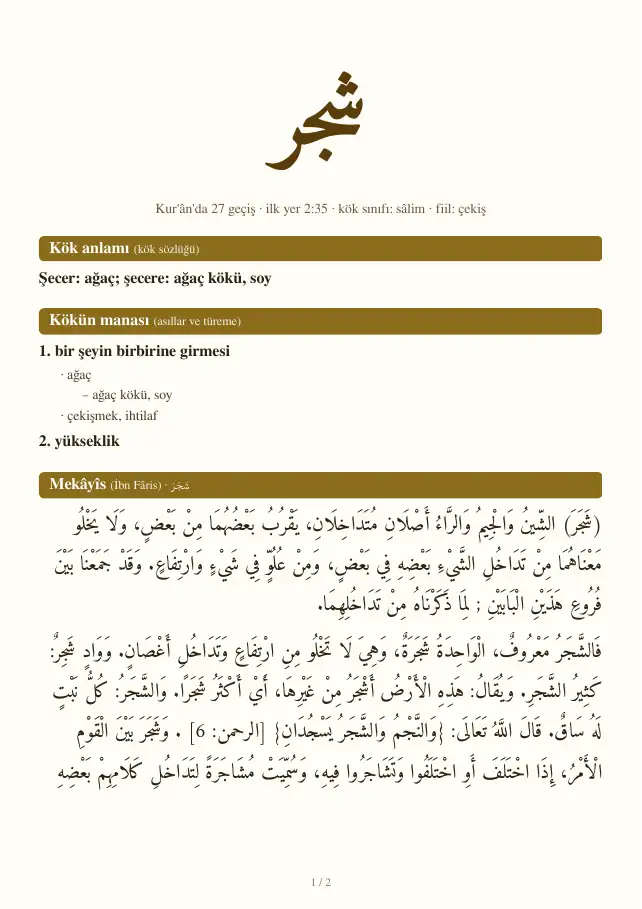 شجر
Kur'ân'da 27 geçiş · ilk yer 2:35 · kök sınıfı: sâlim · fiil: çekiş
Kök anlamı (kök sözlüğü)
Şecer: ağaç; şecere: ağaç kökü, soy
Kökün manası (asıllar ve türeme)
1. bir şeyin birbirine girmesi
· ağaç
– ağaç kökü, soy
· çekişmek, ihtilaf
2. yükseklik
Mekâyîs (İbn Fâris) · شَجَرَ
(شَجَرَ) الشِّينُ وَالْجِيمُ وَالرَّاءُ أَصْلَانِ مُتَدَاخِلَانِ، يَقْرُبُ بَعْضُهُمَا مِنْ بَعْضٍ، وَلَا يَخْلُو
مَعْنَاهُمَا مِنْ تَدَاخُلِ الشَّيْءِ بَعْضِهِ فِي بَعْضٍ، وَمِنْ عُلُوٍّ فِي شَيْءٍ وَارْتِفَاعٍ. وَقَدْ جَمَعْنَا بَيْنَ
فُرُوعِ هَذَيْنِ الْبَابَيْنِ ; لِمَا ذَكَرْنَاهُ مِنْ تَدَاخُلِهِمَا.
فَالشَّجَرُ مَعْرُوفٌ، الْوَاحِدَةُ شَجَرَةٌ، وَهِيَ لَا تَخْلُو مِنِ ارْتِفَاعٍ وَتَدَاخُلِ أَغْصَانٍ. وَوَادٍ شَجِرٌ:
كَثِيرُ الشَّجَرِ. وَيُقَالُ: هَذِهِ الْأَرْضُ أَشْجَرُ مِنْ غَيْرِهَا، أَيْ أَكْثَرُ شَجَرًا. وَالشَّجَرُ: كُلُّ نَبْتٍ
لَهُ سَاقٌ. قَالَ اللَّهُ تَعَالَى: {وَالنَّجْمُ وَالشَّجَرُ يَسْجُدَانِ} [الرحمن: 6] . وَشَجَرَ بَيْنَ الْقَوْمِ
الْأَمْرُ، إِذَا اخْتَلَفَ أَوِ اخْتَلَفُوا وَتَشَاجَرُوا فِيهِ، وَسُمِّيَتْ مُشَاجَرَةً لِتَدَاخُلِ كَلَامِهِمْ بَعْضِهِ
1 / 2